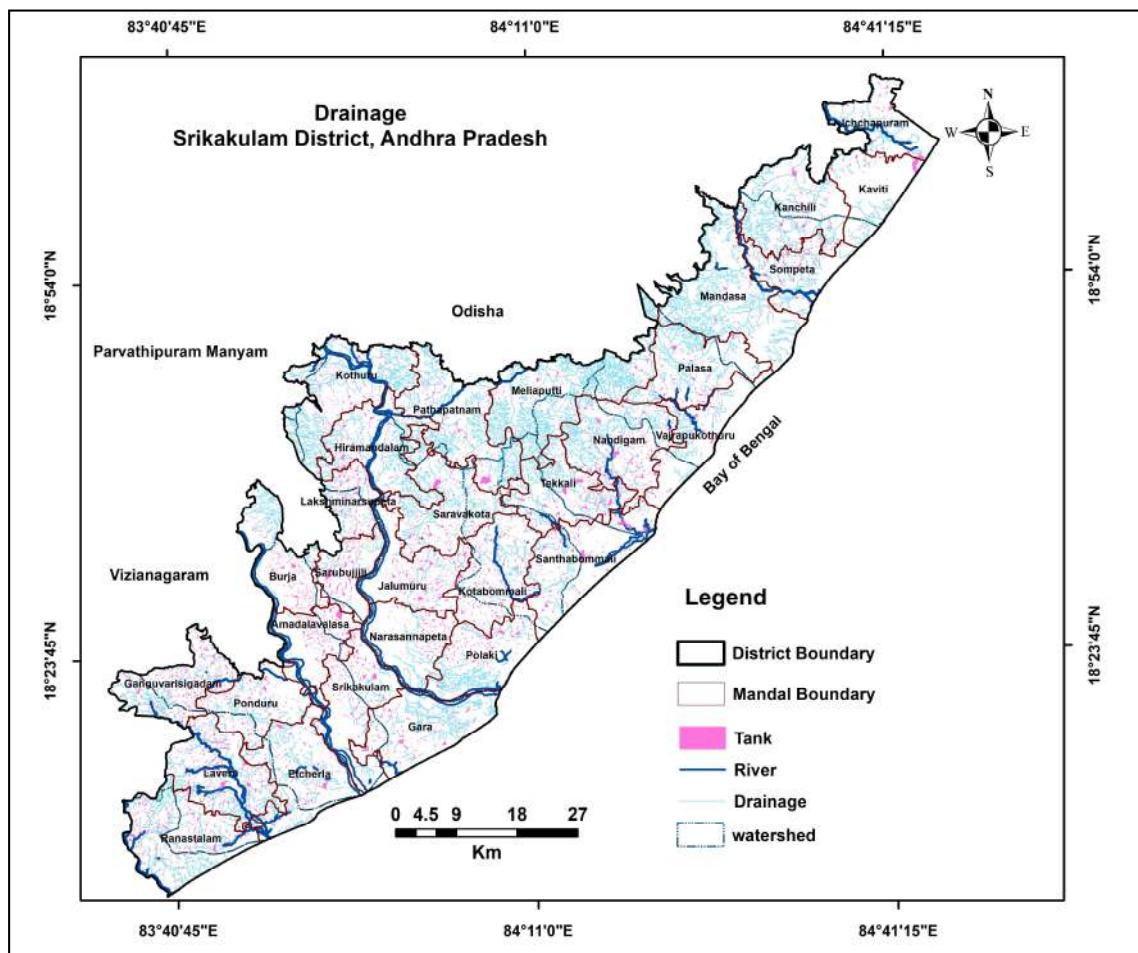 83°40'45"E
84°11'0"E
84°41'15"E
Drainage
Srikakulam District, Andhra Pradesh
N
W
E
S
Ichchapuram
Kaviti
Kanchili
Sompeta
Mandasa
18°54'0"N
18°54'0"N
Odisha
Parvathipuram Manyam
Palasa
Kothuru
Meliaputti
Pathapatnam
Vajrapukothuru
Nandigam
Hiramandalam
Bay of Bengal
Tekkali
Lakshminarsupeta
Saravakota
Santhabommali
Vizianagaram
Burja
Sarubujjili
Jalumuru
Kotabommali
Amadalavalasa
Narasannapeta
Polaki
18°23'45"N
18°23'45"N
Ganguvarisigadam
Srikakulam
Ponduru
Gara
Laveru
Etcherla
Ranastalam
Legend
District Boundary
Mandal Boundary
Tank
River
Drainage
watershed
0 4.5 9 18 27
Km
83°40'45"E
84°11'0"E
84°41'15"E